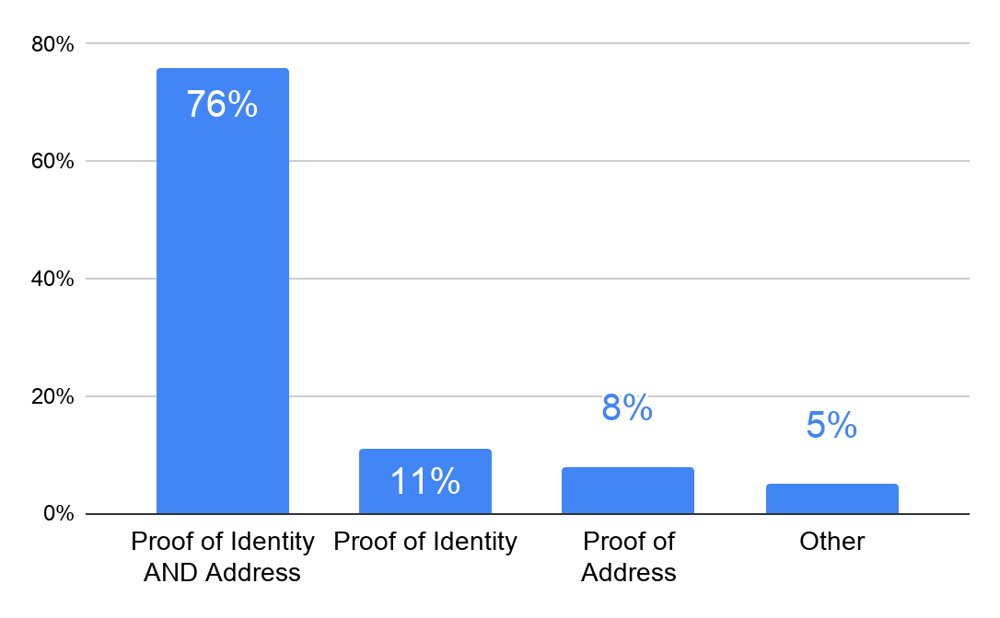 80%
60%
40%
20%
0%
76%
11%
8%
5%
Proof of Identity
AND Address
Proof of Identity
Proof of
Address
Other